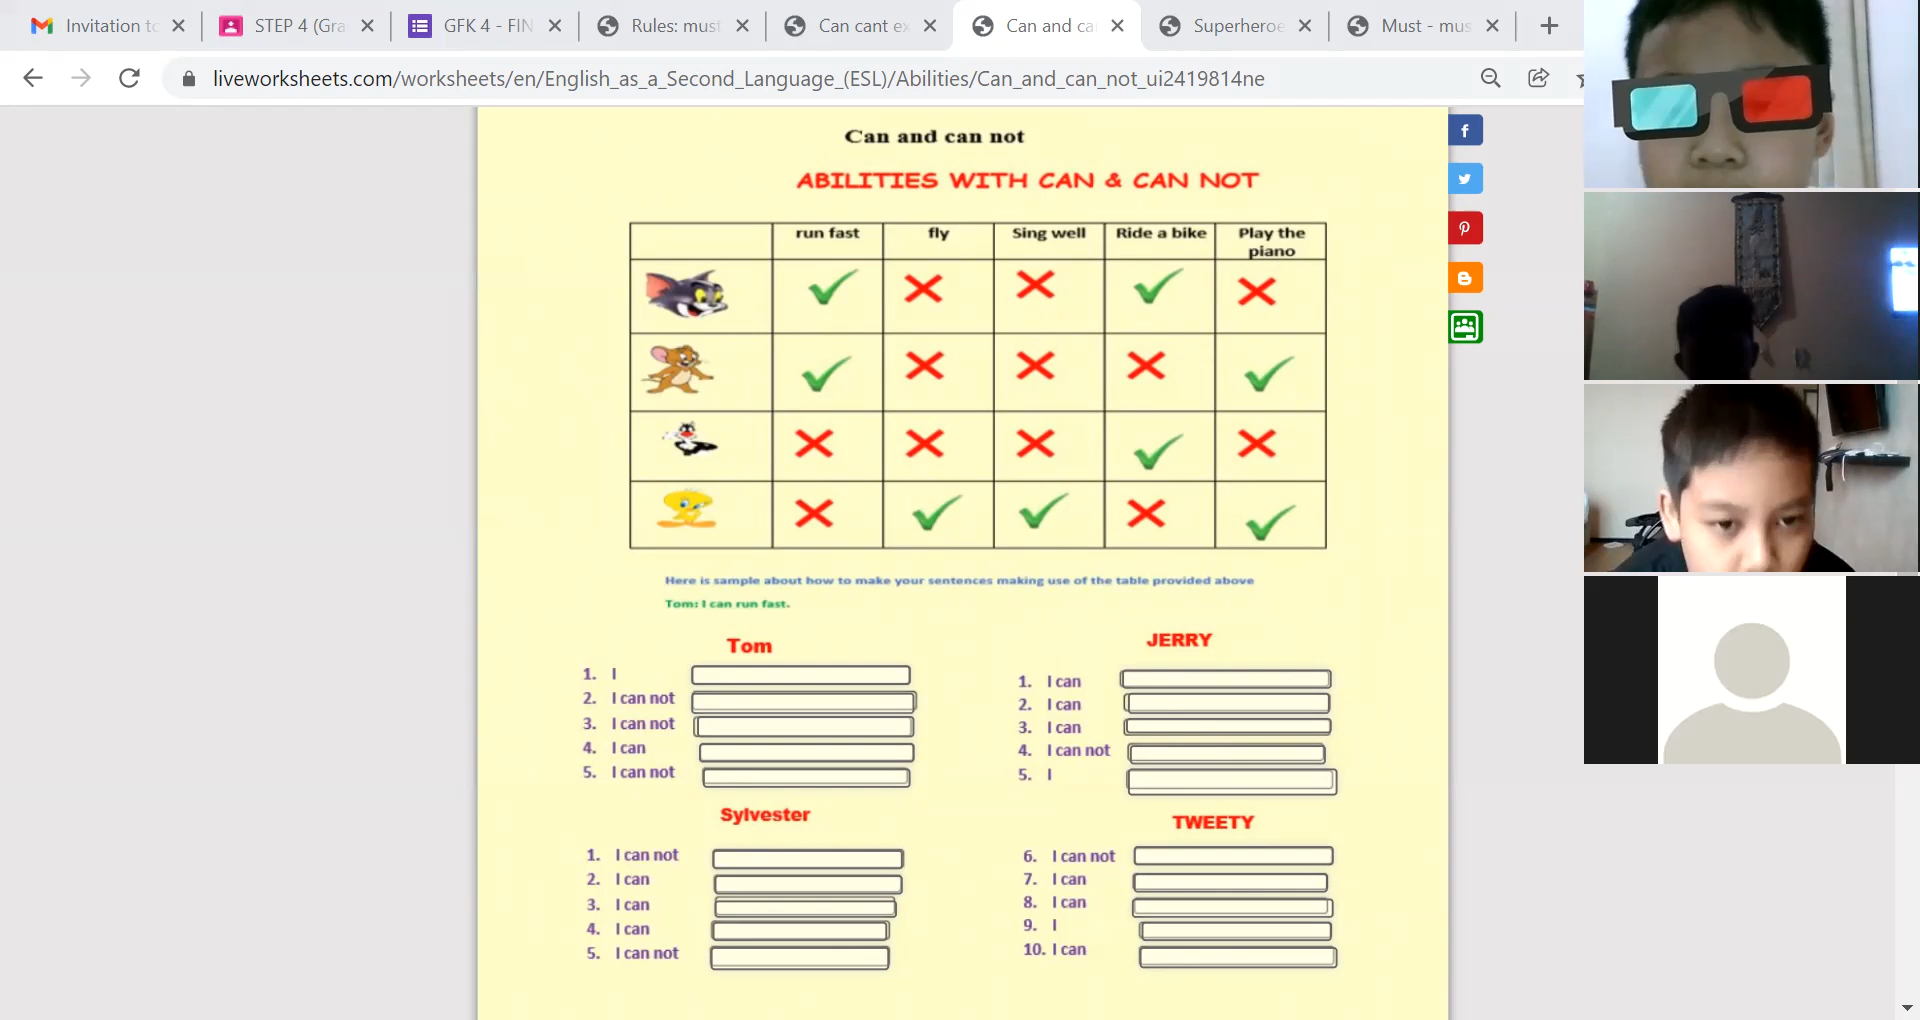 Invitation to
STEP 4 (Gra
GFK 4 - FIN
Rules: must
Can cant ex
Can and ca
Superheroe
Must - mus
liveworksheets.com/worksheets/en/English_as_a_Second_Language_(ESL)/Abilities/Can_and_can_not_ui2419814ne
Can and can not
ABILITIES WITH CAN & CAN NOT
run fast fly Sing well Ride a bike Play the
piano
Here is sample about how to make your sentences making use of the table provided above
Tom: I can run fast.
Tom
1. I
2. I can not
3. I can not
4. I can
5. I can not
JERRY
1. I can
2. I can
3. I can
4. I can not
5. I
Sylvester
1. I can not
2. I can
3. I can
4. I can
5. I can not
TWEETY
6. I can not
7. I can
8. I can
9. I
10. I can